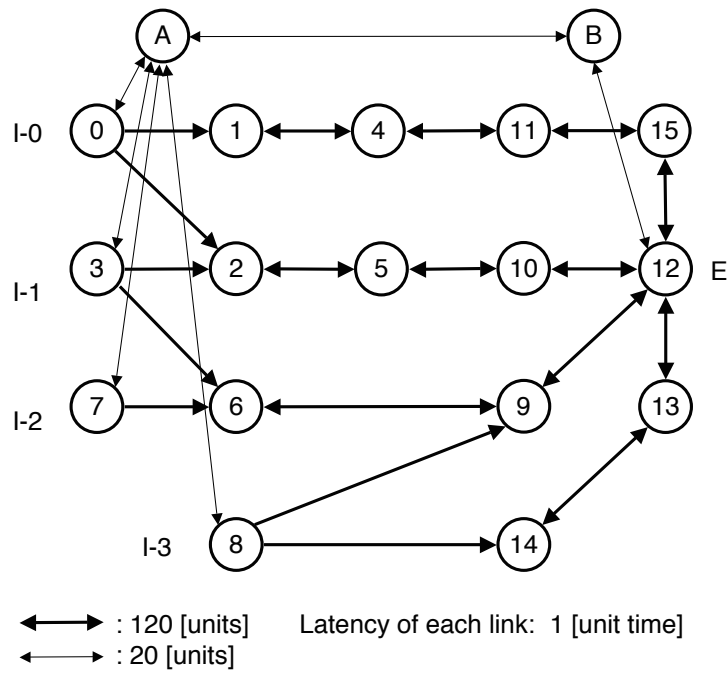 A B
I-0 0 1 4 11 15
I-1 3 2 5 10 12 E
I-2 7 6 9 13
I-3 8 14
: 120 [units] Latency of each link: 1 [unit time]
: 20 [units]